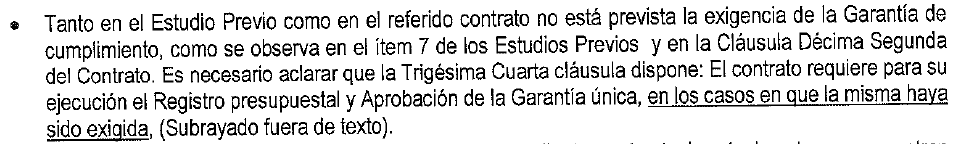 • Tanto en el Estudio Previo como en el referido contrato no está prevista la exigencia de la Garantía de
cumplimiento, como se observa en el ítem 7 de los Estudios Previos y en la Cláusula Décima Segunda
del Contrato. Es necesario aclarar que la Trigésima Cuarta cláusula dispone: El contrato requiere para su
ejecución el Registro presupuestal y Aprobación de la Garantía única, en los casos en que la misma haya
sido exigida, (Subrayado fuera de texto).